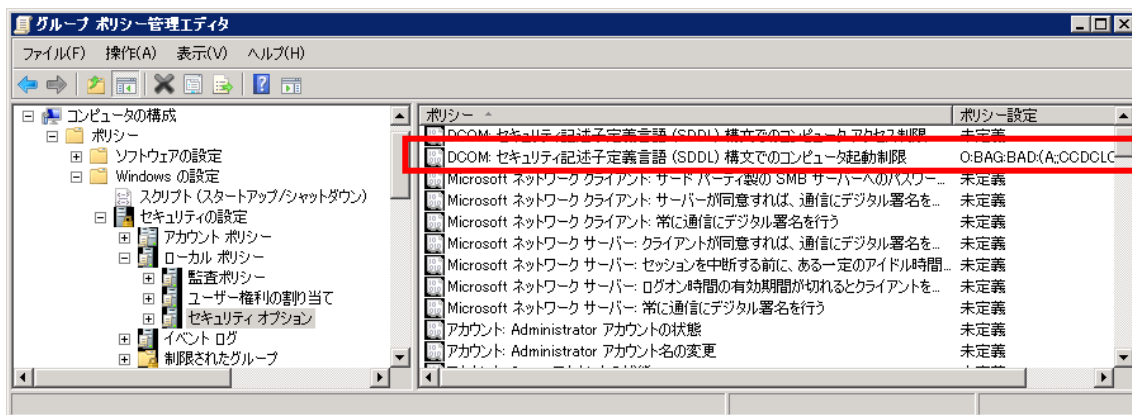 グループ ポリシー管理エディタ
ファイル(F) 操作(A) 表示(V) ヘルプ(H)
コンピュータの構成
ポリシー
ソフトウェアの設定
Windows の設定
スクリプト (スタートアップ/シャットダウン)
セキュリティの設定
アカウント ポリシー
ローカル ポリシー
監査ポリシー
ユーザー権利の割り当て
セキュリティ オプション
イベント ログ
制限されたグループ
ポリシー ポリシー設定
DCOM: セキュリティ記述子定義言語 (SDDL) 構文でのコンピュータ アクセス制限 未定義
DCOM: セキュリティ記述子定義言語 (SDDL) 構文でのコンピュータ起動制限 O:BAG:BAD:(A;;CCDCLC
Microsoft ネットワーク クライアント: サード パーティ製の SMB サーバーへのパスワー... 未定義
Microsoft ネットワーク クライアント: サーバーが同意すれば、通信にデジタル署名を... 未定義
Microsoft ネットワーク クライアント: 常に通信にデジタル署名を行う 未定義
Microsoft ネットワーク サーバー: クライアントが同意すれば、通信にデジタル署名を... 未定義
Microsoft ネットワーク サーバー: セッションを中断する前に、ある一定のアイドル時間... 未定義
Microsoft ネットワーク サーバー: ログオン時間の有効期間が切れるとクライアントを... 未定義
Microsoft ネットワーク サーバー: 常に通信にデジタル署名を行う 未定義
アカウント: Administrator アカウントの状態 未定義
アカウント: Administrator アカウント名の変更 未定義